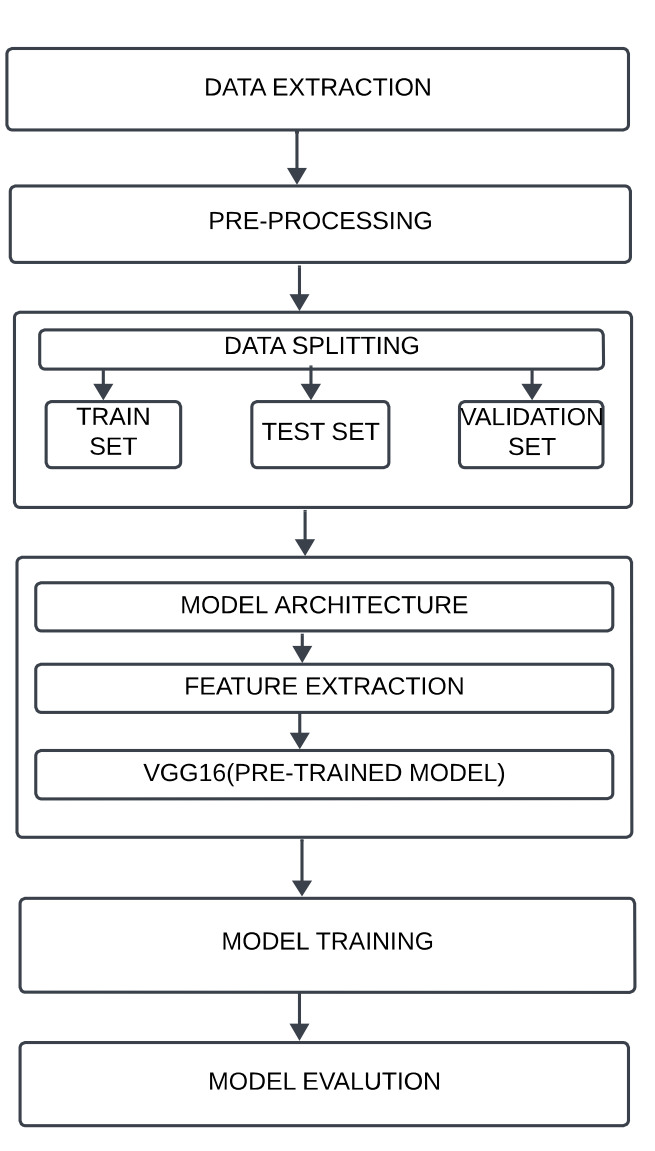 DATA EXTRACTION
PRE-PROCESSING
DATA SPLITTING
TRAIN
SET
TEST SET
VALIDATION
SET
MODEL ARCHITECTURE
FEATURE EXTRACTION
VGG16(PRE-TRAINED MODEL)
MODEL TRAINING
MODEL EVALUTION